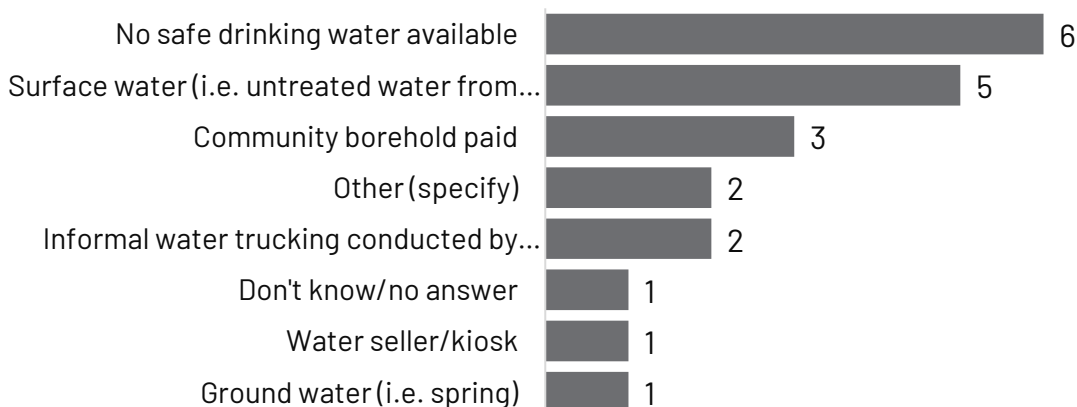 No safe drinking water available 6
Surface water (i.e. untreated water from... 5
Community borehold paid 3
Other (specify) 2
Informal water trucking conducted by... 2
Don't know/no answer 1
Water seller/kiosk 1
Ground water (i.e. spring) 1